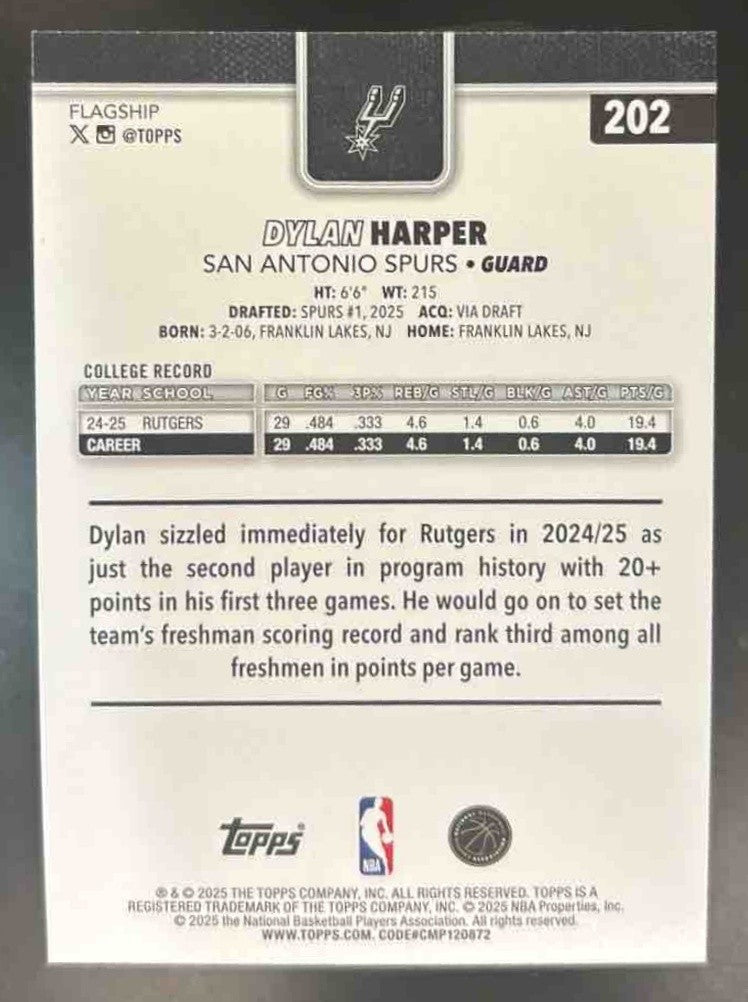 FLAGSHIP
202
X @TOPPS
DYLAN HARPER
SAN ANTONIO SPURS • GUARD
HT: 6'6" WT: 215
DRAFTED: SPURS #1, 2025 ACQ: VIA DRAFT
BORN: 3-2-06, FRANKLIN LAKES, NJ HOME: FRANKLIN LAKES, NJ
COLLEGE RECORD
YEAR SCHOOL G FG% 3P% REB/G STL/G BLK/G AST/G PTS/G
24-25 RUTGERS 29 .484 .333 4.6 1.4 0.6 4.0 19.4
CAREER 29 .484 .333 4.6 1.4 0.6 4.0 19.4
Dylan sizzled immediately for Rutgers in 2024/25 as
just the second player in program history with 20+
points in his first three games. He would go on to set the
team's freshman scoring record and rank third among all
freshmen in points per game.
Topps®
NBA
® & © 2025 THE TOPPS COMPANY, INC. ALL RIGHTS RESERVED. TOPPS IS A
REGISTERED TRADEMARK OF THE TOPPS COMPANY, INC. © 2025 NBA Properties, Inc.
© 2025 the National Basketball Players Association. All rights reserved.
WWW.TOPPS.COM. CODE#CMP120872